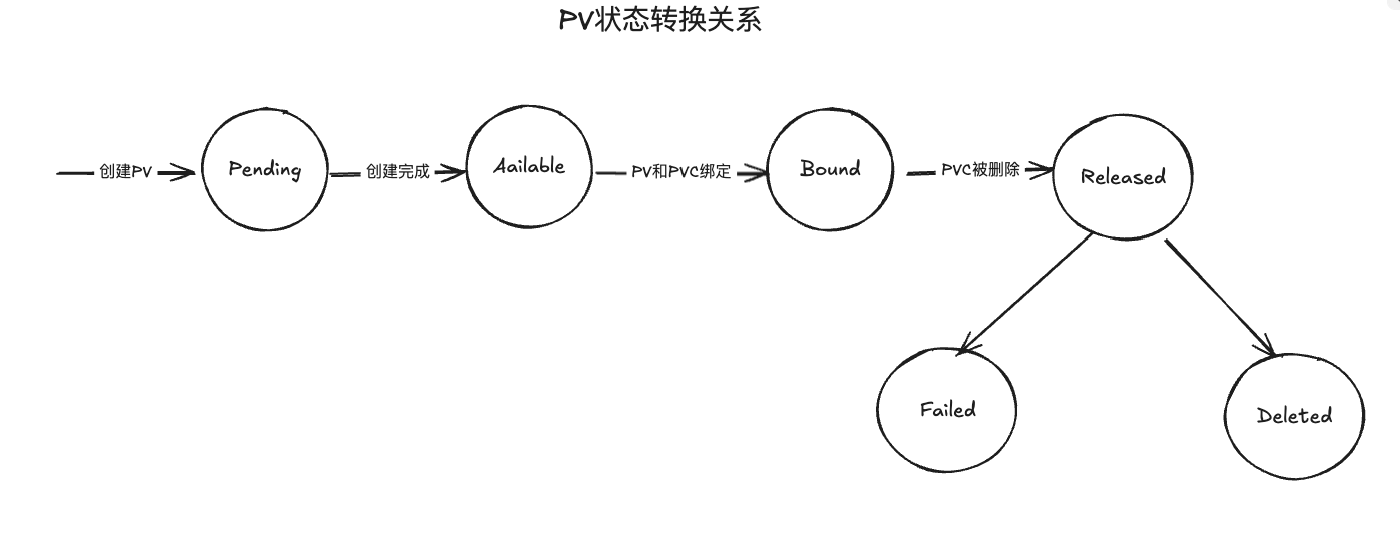 PV状态转换关系
创建PV
Pending
创建完成
Aailable
PV和PVC绑定
Bound
PVC被删除
Released
Failed
Deleted